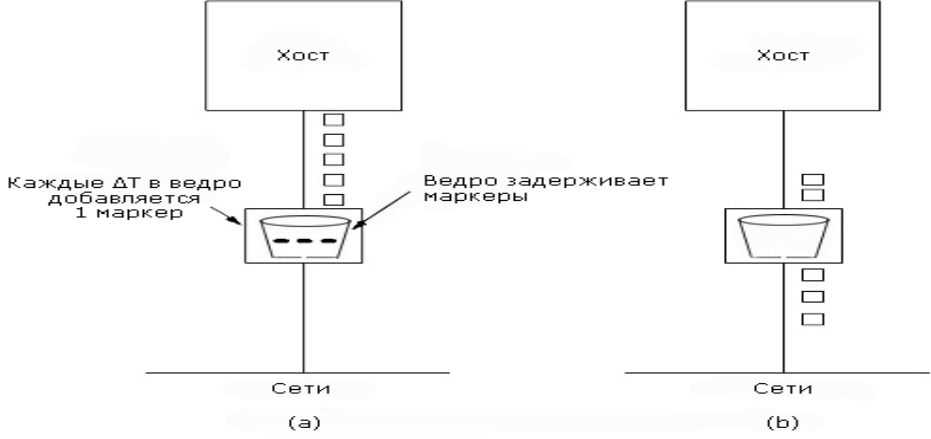 Хост
Хост
Каждые ΔT в ведро
добавляется
1 маркер
Ведро задерживает
маркеры
Сети
Сети
(a)
(b)